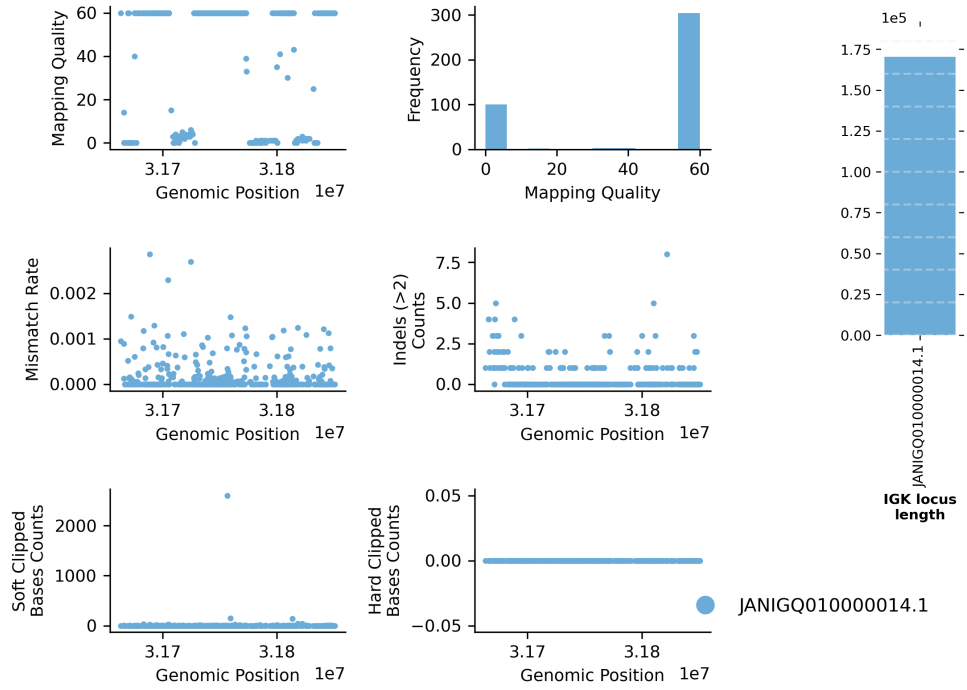 60
40
20
0
Mapping Quality
3.17
3.18
Genomic Position
1e7
300
200
100
0
Frequency
0
20
40
60
Mapping Quality
1e5
1.75
1.50
1.25
1.00
0.75
0.50
0.25
0.00
JANIGQ010000014.1
IGK locus
length
0.002
0.001
0.000
Mismatch Rate
3.17
3.18
Genomic Position
1e7
7.5
5.0
2.5
0.0
Indels (>2)
Counts
3.17
3.18
Genomic Position
1e7
2000
1000
0
Soft Clipped
Bases Counts
3.17
3.18
Genomic Position
1e7
0.05
0.00
−0.05
Hard Clipped
Bases Counts
3.17
3.18
Genomic Position
1e7
JANIGQ010000014.1